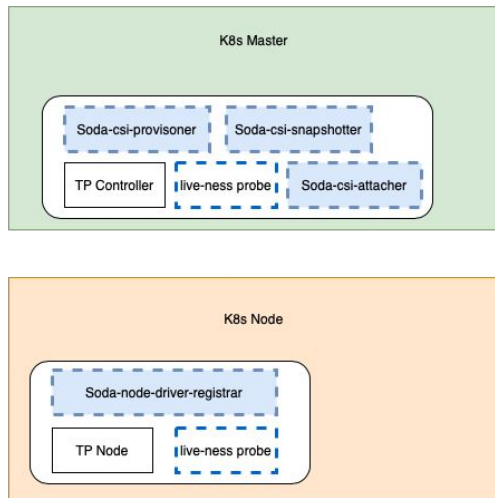 K8s Master
Soda-csi-provisoner
Soda-csi-snapshotter
TP Controller
live-ness probe
Soda-csi-attacher
K8s Node
Soda-node-driver-registrar
TP Node
live-ness probe